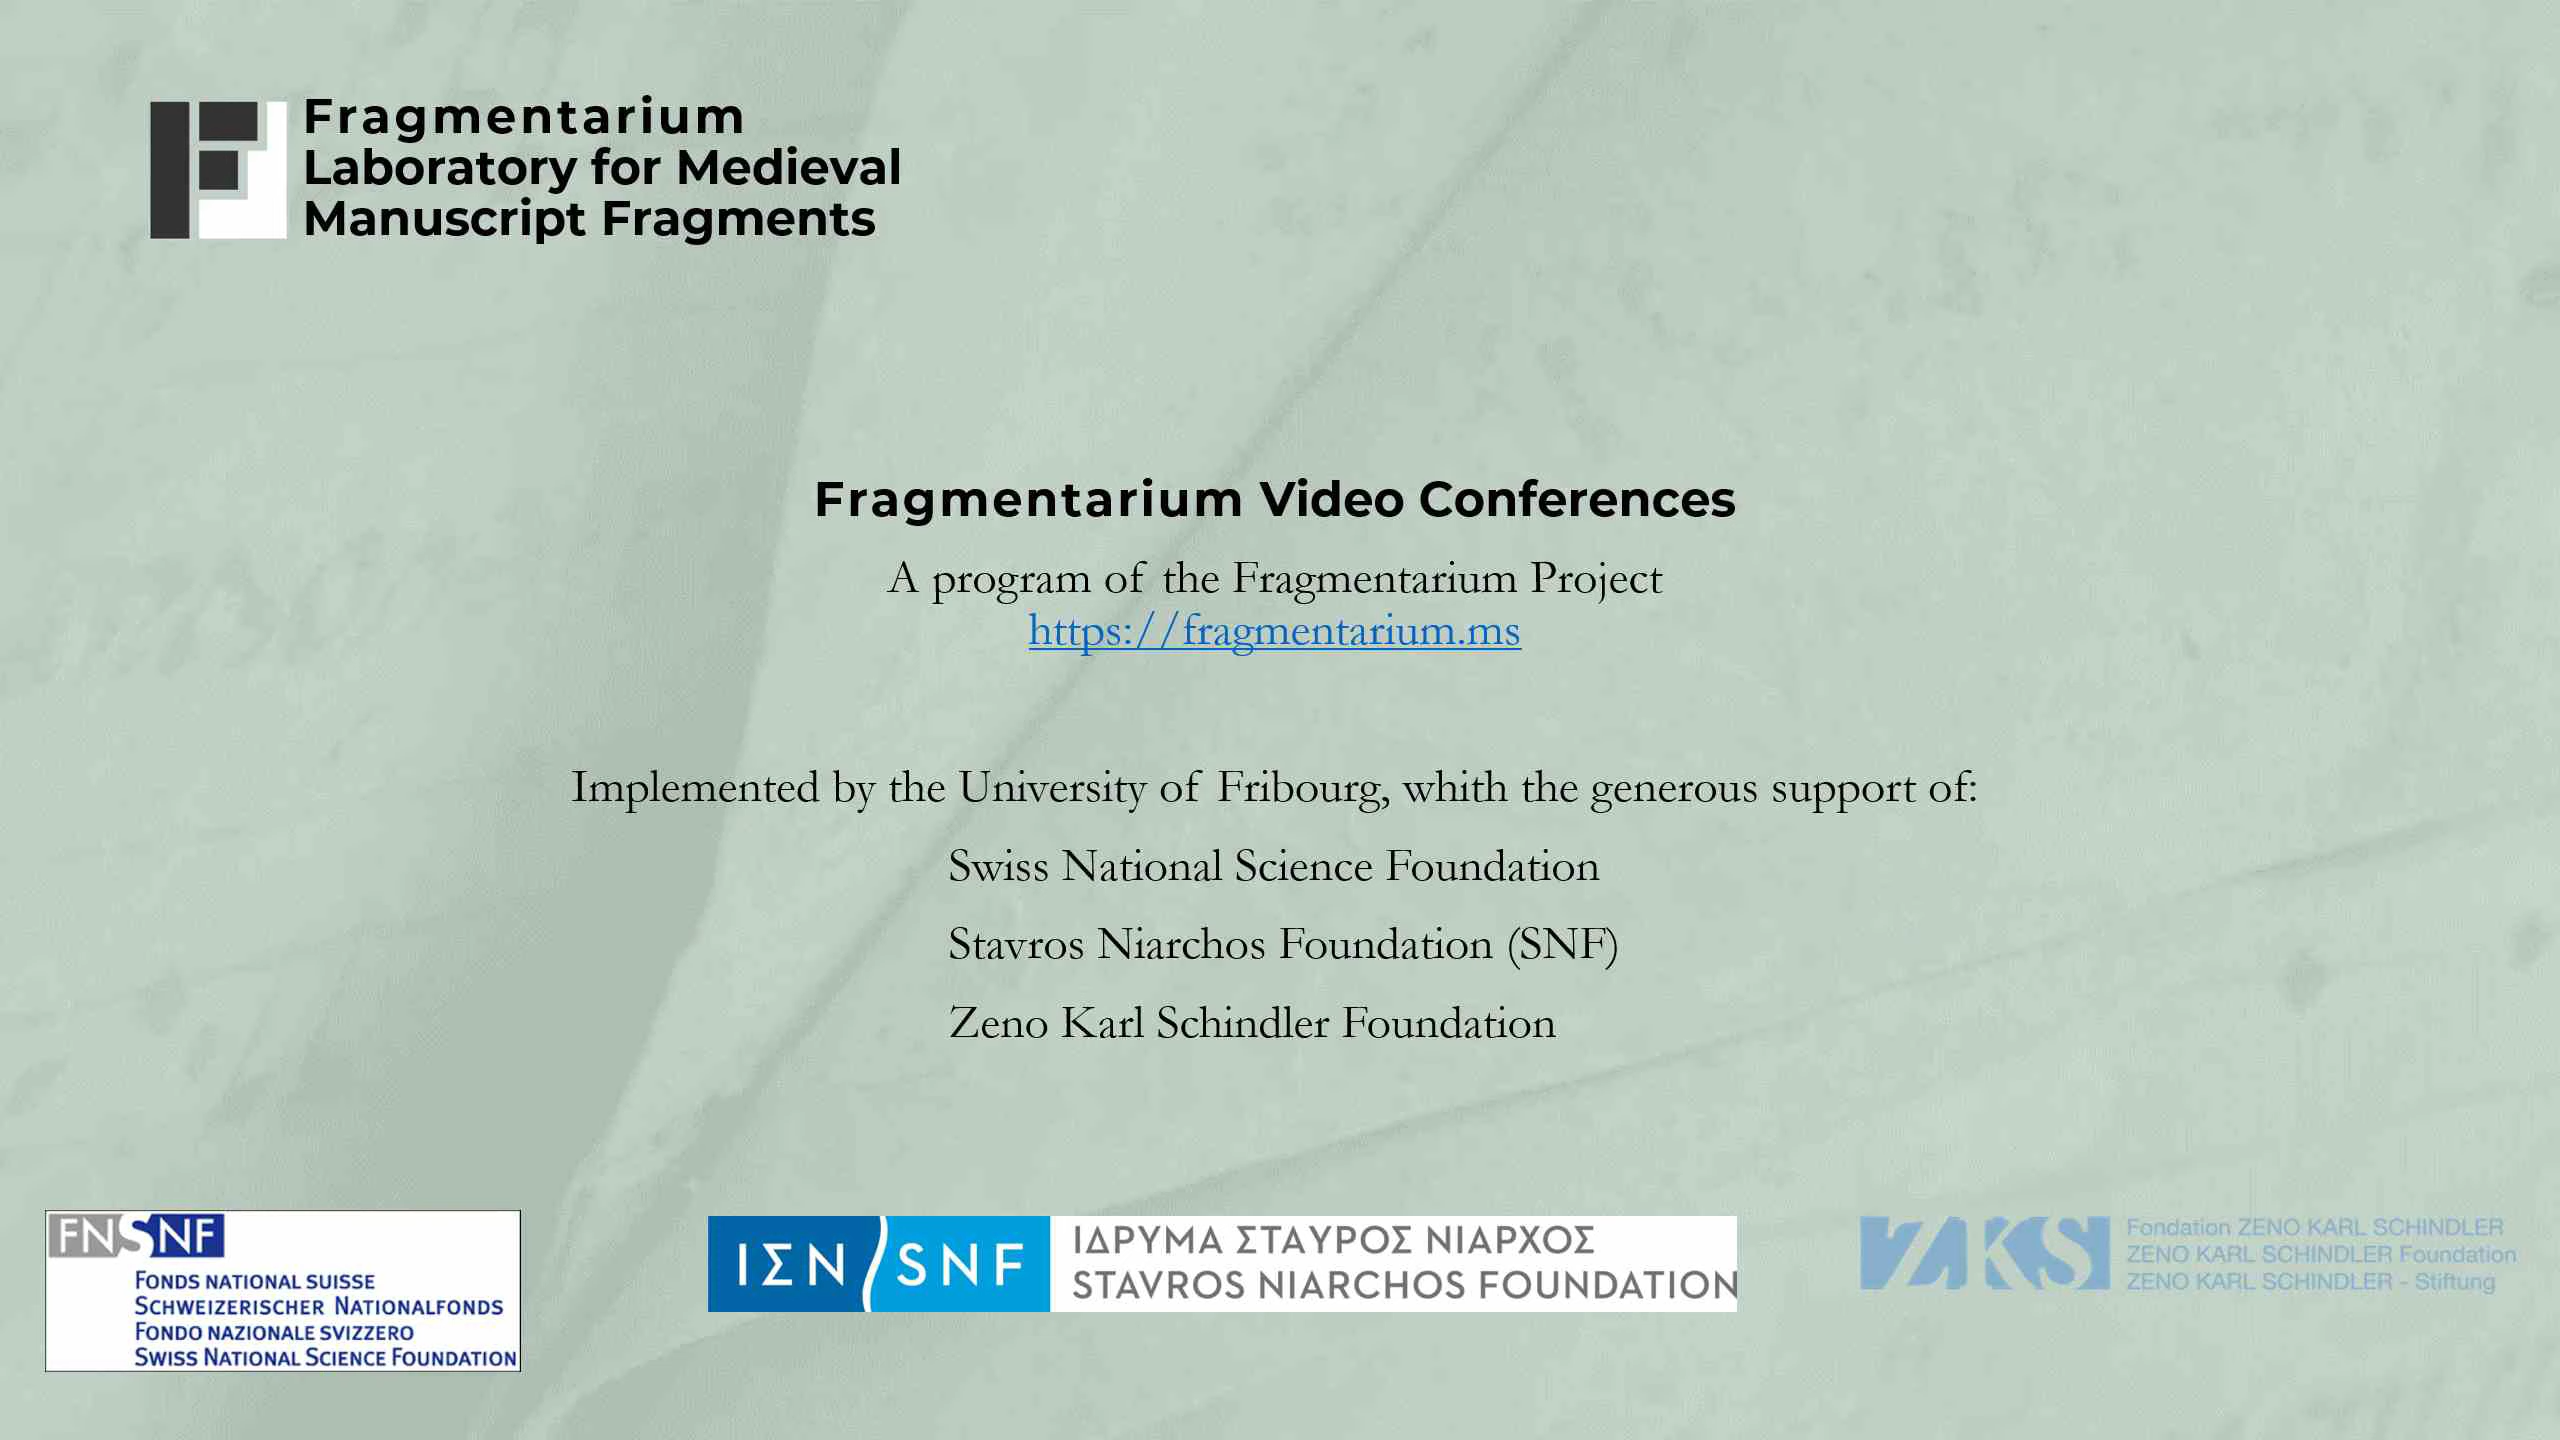 Fragmentarium
Laboratory for Medieval
Manuscript Fragments
Fragmentarium Video Conferences
A program of the Fragmentarium Project
https://fragmentarium.ms
Implemented by the University of Fribourg, whith the generous support of:
Swiss National Science Foundation
Stavros Niarchos Foundation (SNF)
Zeno Karl Schindler Foundation
FNSNF
FONDS NATIONAL SUISSE
SCHWEIZERISCHER NATIONALFONDS
FONDO NAZIONALE SVIZZERO
SWISS NATIONAL SCIENCE FOUNDATION
ΙΣΝ SNF
ΙΔΡΥΜΑ ΣΤΑΥΡΟΣ ΝΙΑΡΧΟΣ
STAVROS NIARCHOS FOUNDATION
ZKS
Fondation ZENO KARL SCHINDLER
ZENO KARL SCHINDLER Foundation
ZENO KARL SCHINDLER - Stiftung